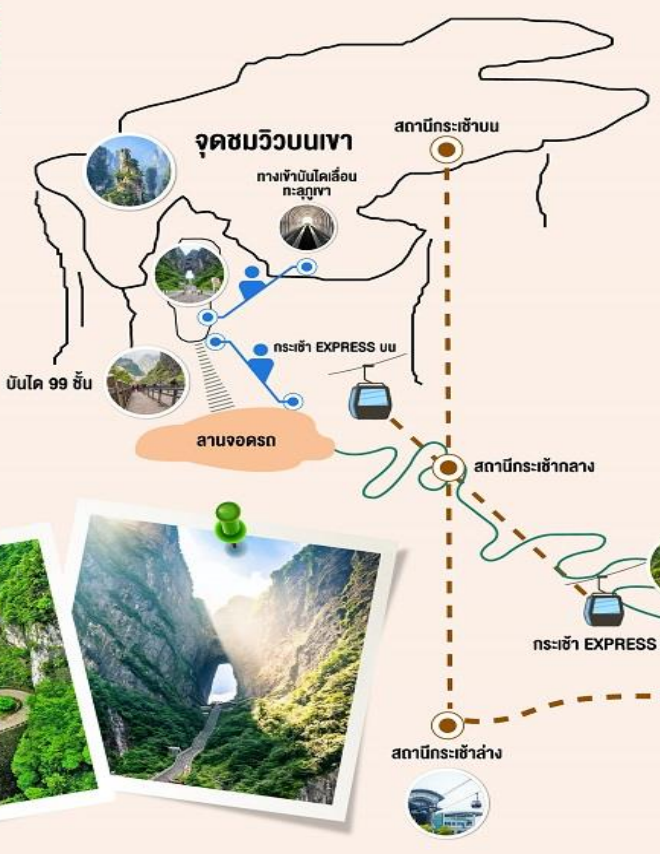 สถานีกระเช้าบน
จุดชมวิวบนเขา
ทางเข้าบันไดเลื่อน
ทะลุภูเขา
กระเช้า EXPRESS บน
บันได 99 ชั้น
ลานจอดรถ
สถานีกระเช้ากลาง
กระเช้า EXPRESS
สถานีกระเช้าล่าง